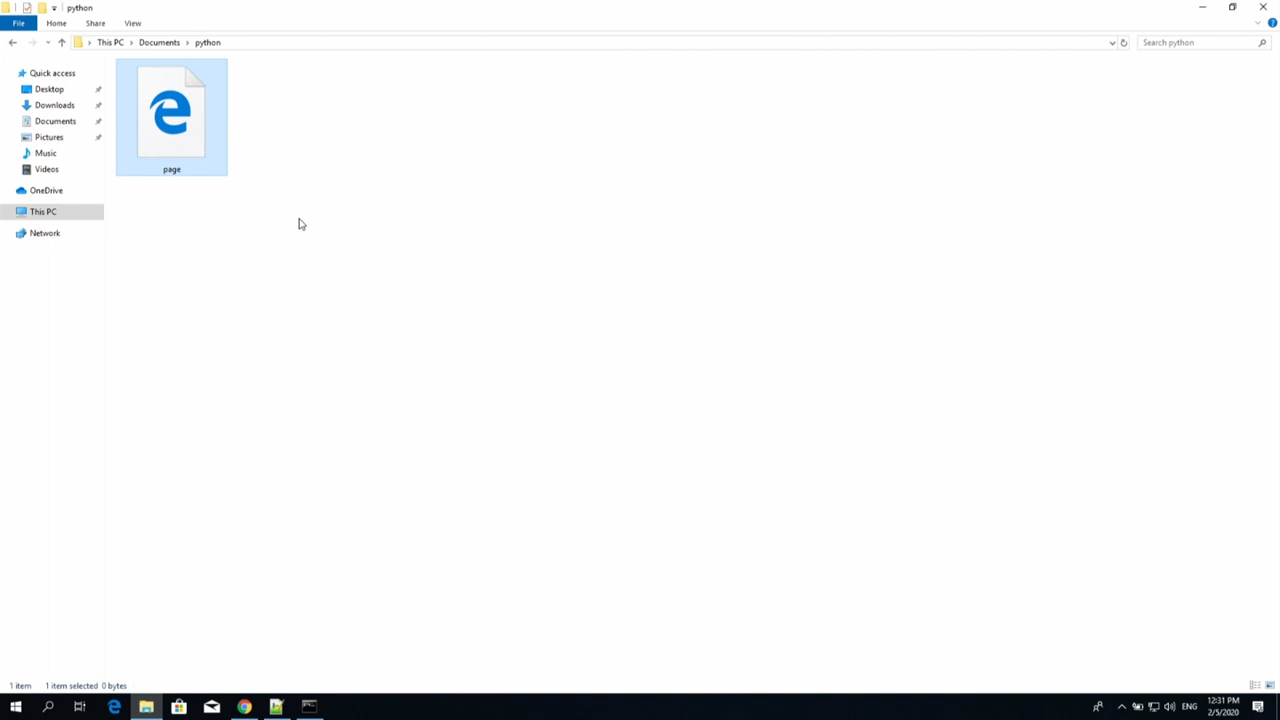 python
File
Home
Share
View
This PC
Documents
python
Search python
Quick access
Desktop
Downloads
Documents
Pictures
Music
Videos
OneDrive
This PC
Network
page
1 item
1 item selected 0 bytes
ENG
12:31 PM
2/5/2020